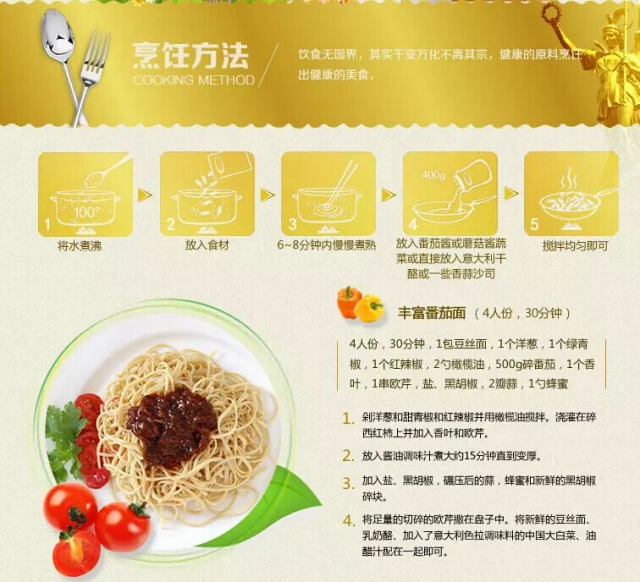 烹饪方法
COOKING METHOD
饮食无国界，其实千变万化不离其宗，健康的原料烹饪
出健康的美食，
100°
400g
1
2
3
4
5
将水煮沸
放入食材
6~8分钟内慢慢煮熟
放入番茄酱或蘑菇酱蔬
菜或直接放入意大利干
酪或一些香蒜沙司
搅拌均匀即可
丰富番茄面（4人份，30分钟）
4人份，30分钟，1包豆丝面，1个洋葱，1个绿青
椒，1个红辣椒，2勺橄榄油，500g碎番茄，1个香
叶，1串欧芹，盐、黑胡椒，2瓣蒜，1勺蜂蜜
1. 剁洋葱和甜青椒和红辣椒并用橄榄油搅拌。浇灌在碎
西红柿上并加入香叶和欧芹。
2. 放入酱油调味汁煮大约15分钟直到变厚。
3. 加入盐、黑胡椒，碾压后的蒜，蜂蜜和新鲜的黑胡椒
碎块。
4. 将足量的切碎的欧芹撒在盘子中。将新鲜的豆丝面、
乳奶酪、加入了意大利色拉调味料的中国大白菜、油
醋汁配在一起即可。